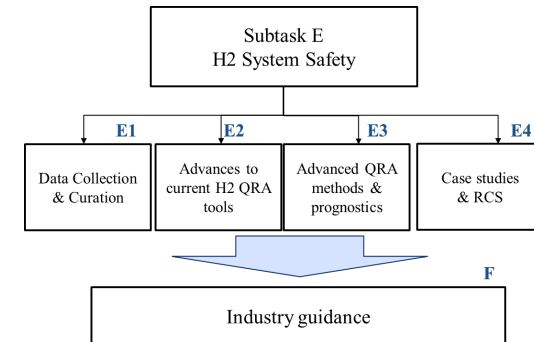 Subtask E
H2 System Safety
E1
E2
E3
E4
Data Collection
& Curation
Advances to
current H2 QRA
tools
Advanced QRA
methods &
prognostics
Case studies
& RCS
F
Industry guidance